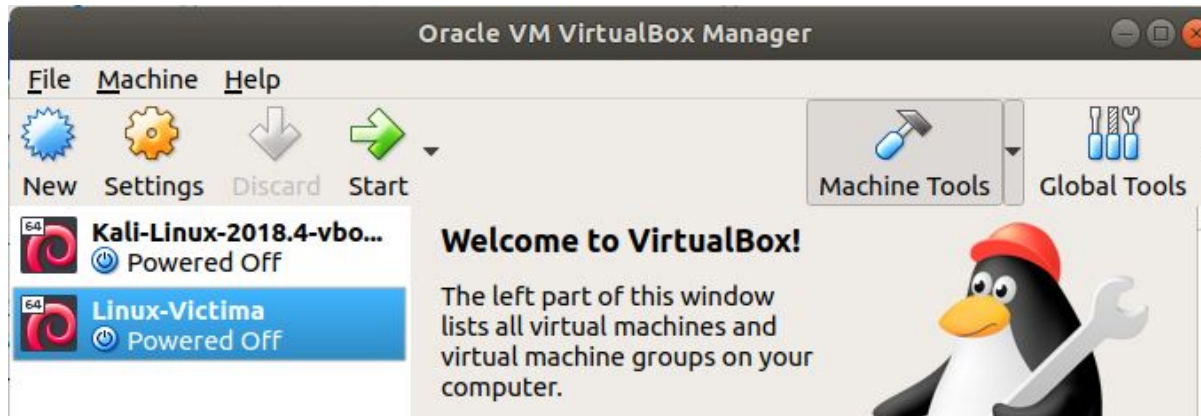 Oracle VM VirtualBox Manager
File Machine Help
New Settings Discard Start
Machine Tools Global Tools
64
Kali-Linux-2018.4-vbo...
Powered Off
64
Linux-Victima
Powered Off
Welcome to VirtualBox!
The left part of this window
lists all virtual machines and
virtual machine groups on your
computer.